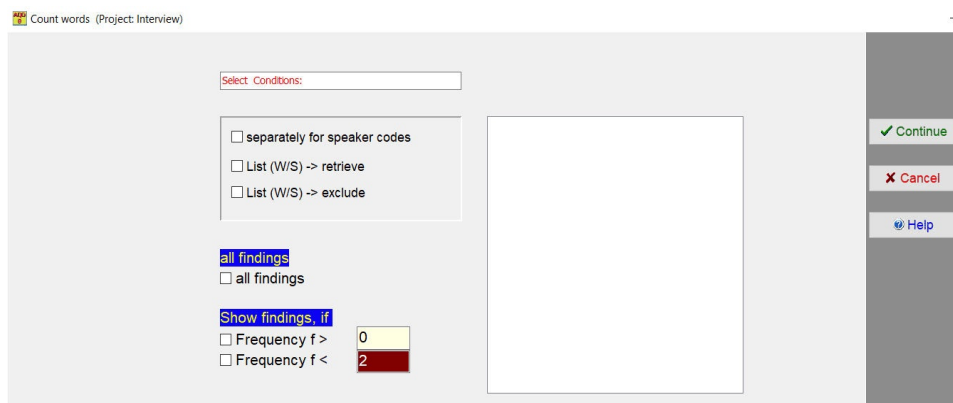 Count words (Project: Interview)
Select Conditions:
separately for speaker codes
List (W/S) -> retrieve
List (W/S) -> exclude
all findings
all findings
Show findings, if
Frequency f > 0
Frequency f < 2
Continue
Cancel
Help